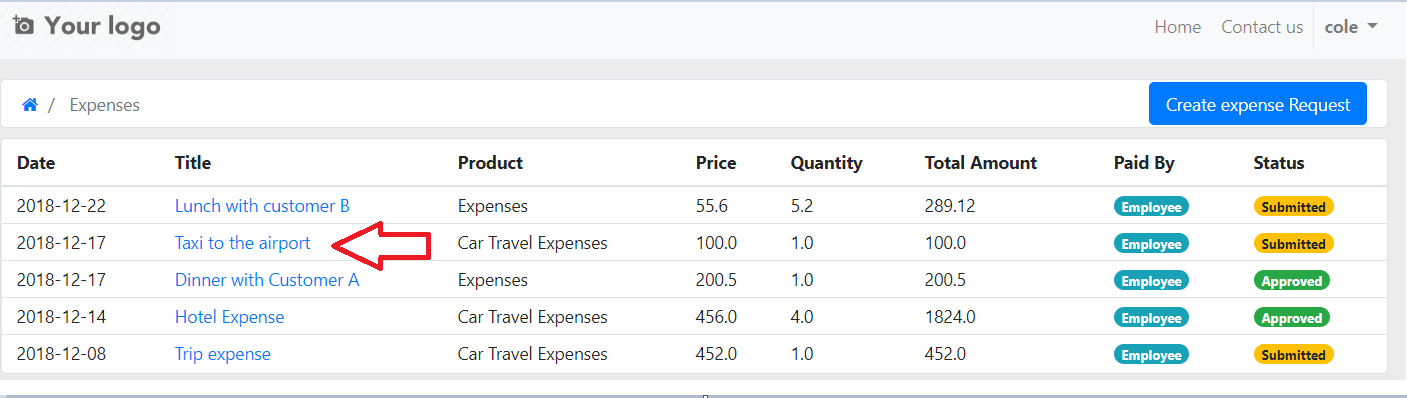 Your logo Home Contact us cole
/ Expenses Create expense Request
Date Title Product Price Quantity Total Amount Paid By Status
2018-12-22 Lunch with customer B Expenses 55.6 5.2 289.12 Employee Submitted
2018-12-17 Taxi to the airport Car Travel Expenses 100.0 1.0 100.0 Employee Submitted
2018-12-17 Dinner with Customer A Expenses 200.5 1.0 200.5 Employee Approved
2018-12-14 Hotel Expense Car Travel Expenses 456.0 4.0 1824.0 Employee Approved
2018-12-08 Trip expense Car Travel Expenses 452.0 1.0 452.0 Employee Submitted